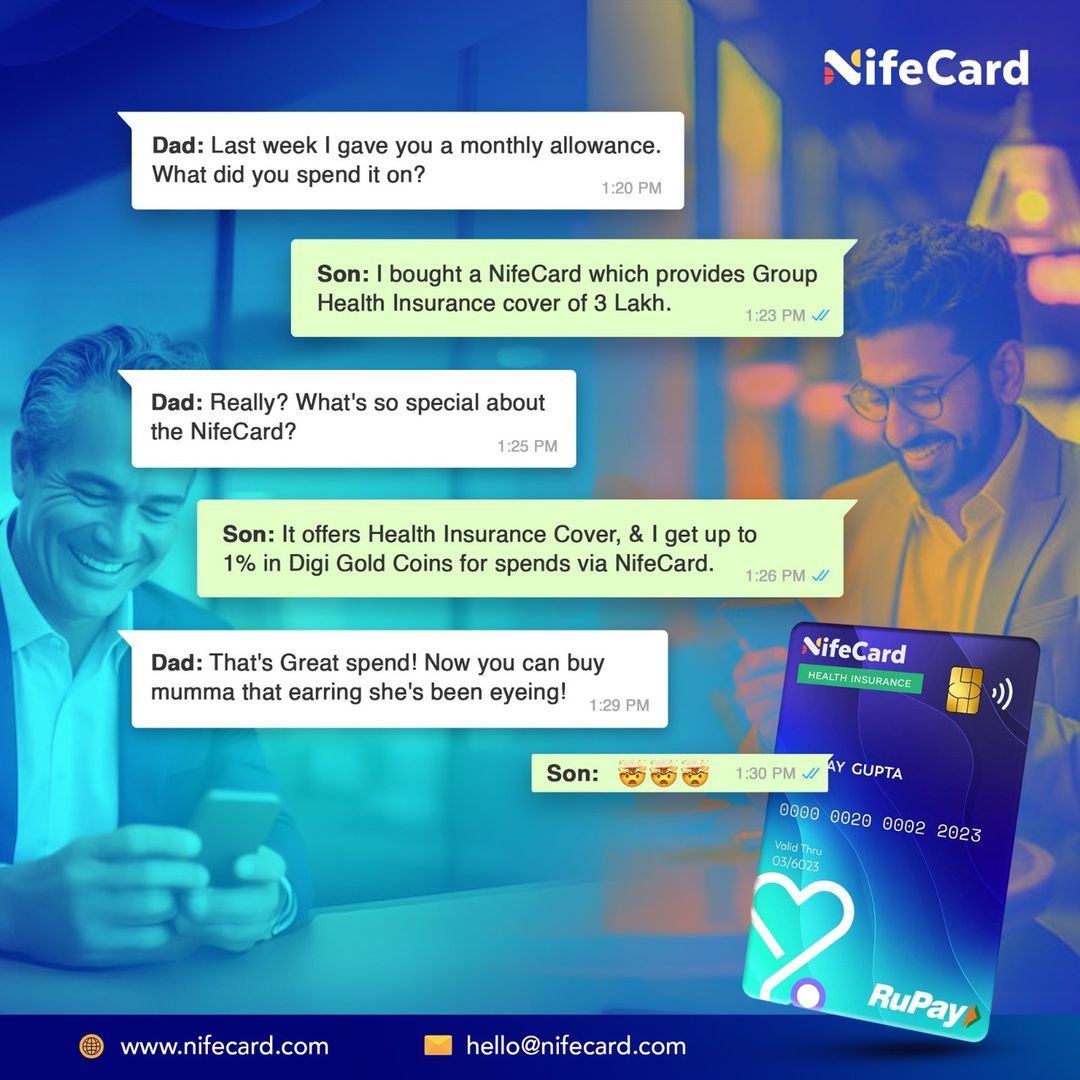 NifeCard
Dad: Last week I gave you a monthly allowance.
What did you spend it on?
1:20 PM
Son: I bought a NifeCard which provides Group
Health Insurance cover of 3 Lakh.
1:23 PM
Dad: Really? What's so special about
the NifeCard?
1:25 PM
Son: It offers Health Insurance Cover, & I get up to
1% in Digi Gold Coins for spends via NifeCard.
1:26 PM
Dad: That's Great spend! Now you can buy
mumma that earring she's been eyeing!
1:29 PM
Son: 🤯🤯🤯 1:30 PM
NifeCard
HEALTH INSURANCE
AY GUPTA
0000 0020 0002 2023
Valid Thru
03/6023
RuPay
www.nifecard.com
hello@nifecard.com